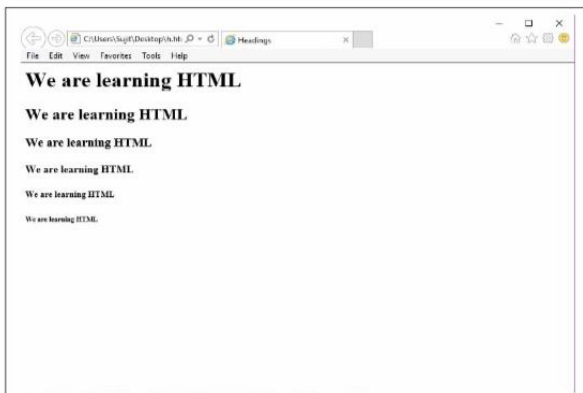 C:\Users\Sujit\Desktop\h.ht
Headings
File Edit View Favorites Tools Help
We are learning HTML
We are learning HTML
We are learning HTML
We are learning HTML
We are learning HTML
We are learning HTML